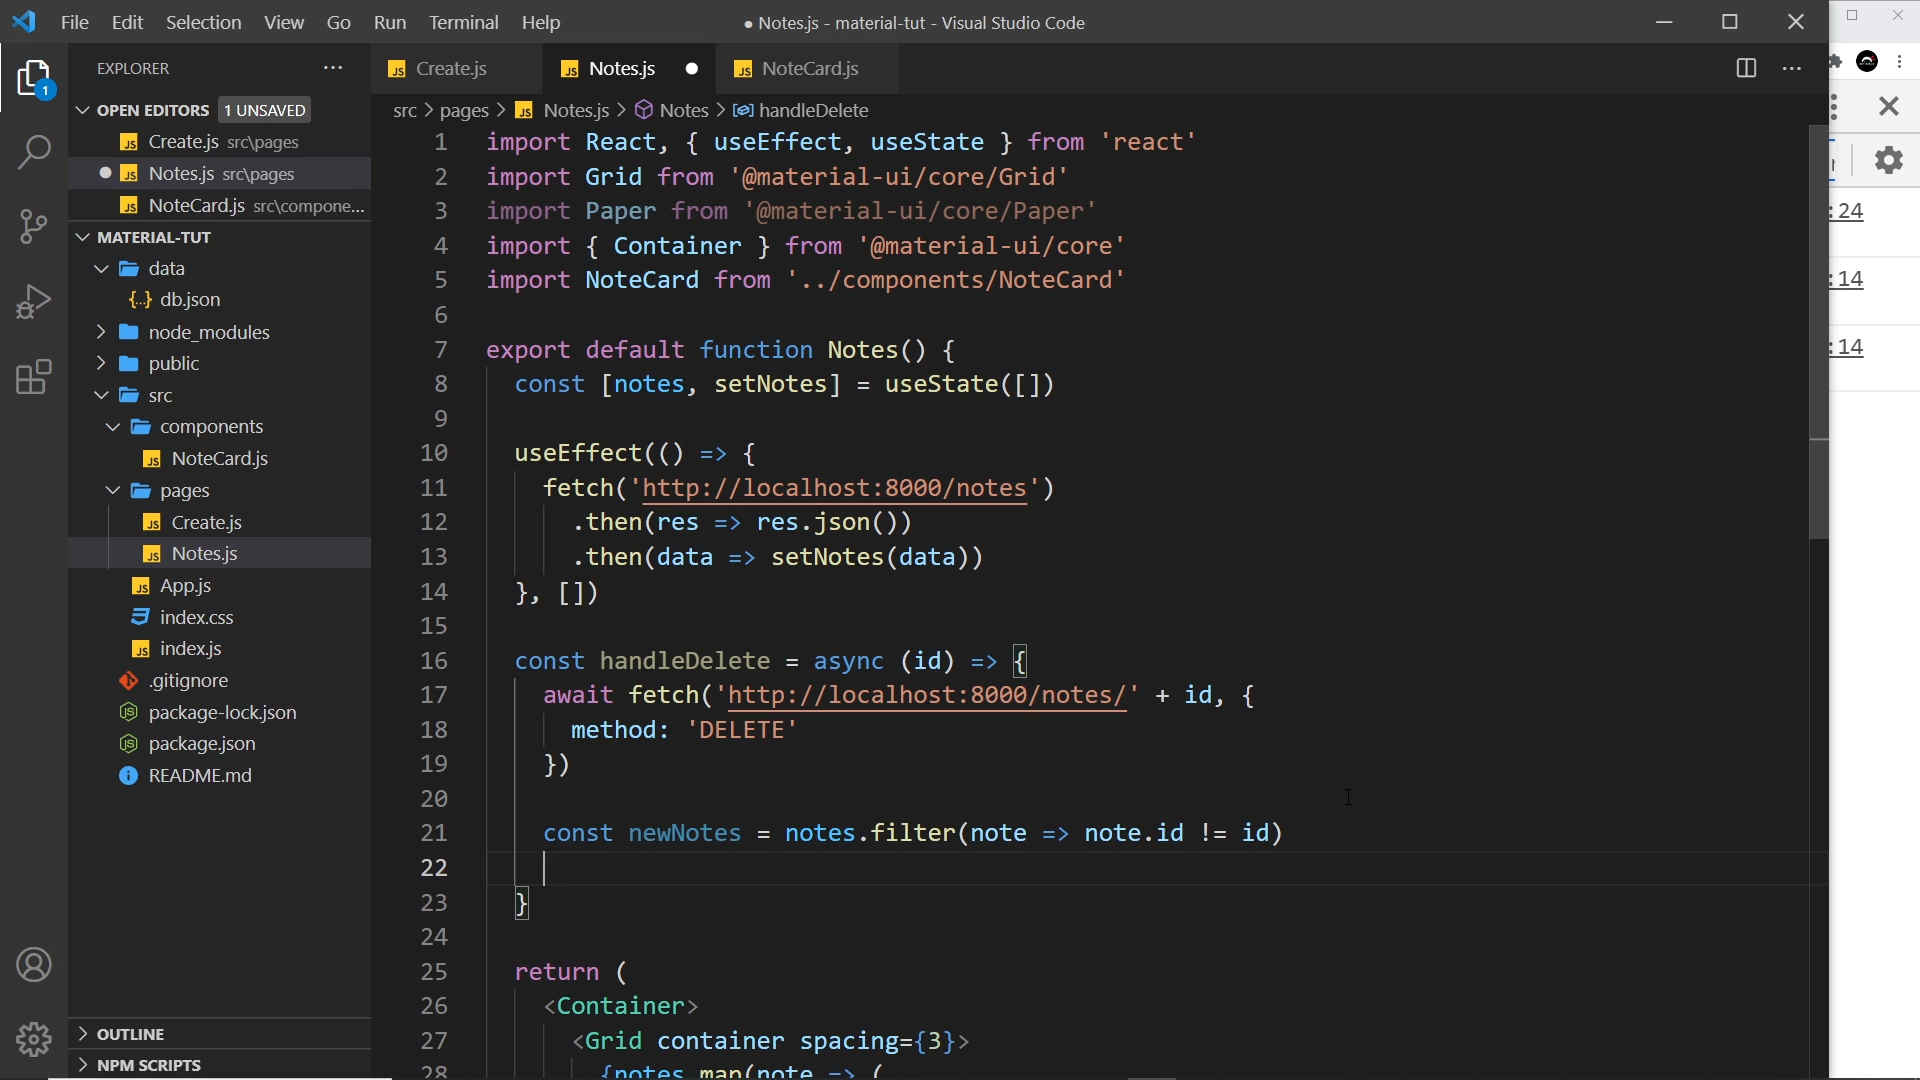 File Edit Selection View Go Run Terminal Help
● Notes.js - material-tut - Visual Studio Code
EXPLORER
OPEN EDITORS 1 UNSAVED
Create.js src\pages
Notes.js src\pages
NoteCard.js src\compone...
MATERIAL-TUT
data
db.json
node_modules
public
src
components
NoteCard.js
pages
Create.js
Notes.js
App.js
index.css
index.js
.gitignore
package-lock.json
package.json
README.md
OUTLINE
NPM SCRIPTS
1
Create.js Notes.js NoteCard.js
src > pages > Notes.js > Notes > handleDelete
1 import React, { useEffect, useState } from 'react'
2 import Grid from '@material-ui/core/Grid'
3 import Paper from '@material-ui/core/Paper'
4 import { Container } from '@material-ui/core'
5 import NoteCard from '../components/NoteCard'
6
7 export default function Notes() {
8 const [notes, setNotes] = useState([])
9
10 useEffect(() => {
11 fetch('http://localhost:8000/notes')
12 .then(res => res.json())
13 .then(data => setNotes(data))
14 }, [])
15
16 const handleDelete = async (id) => {
17 await fetch('http://localhost:8000/notes/' + id, {
18 method: 'DELETE'
19 })
20
21 const newNotes = notes.filter(note => note.id != id)
22
23 }
24
25 return (
26 <Container>
27 <Grid container spacing={3}>
28 {notes.map(note => (
:24
:14
:14